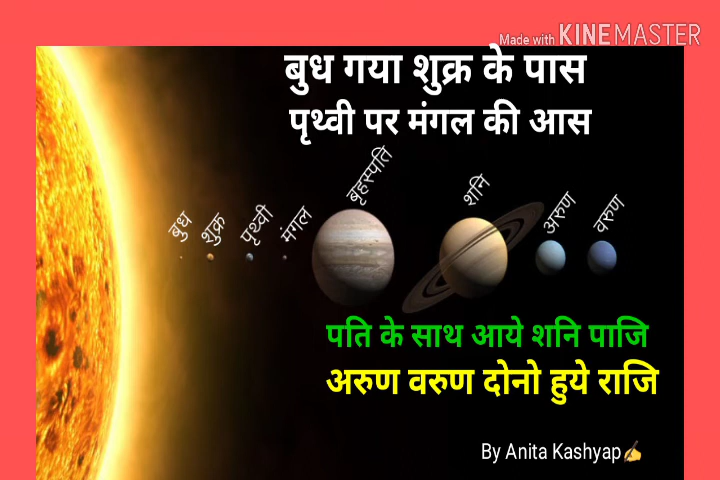 Made with KINEMASTER
बुध गया शुक्र के पास
पृथ्वी पर मंगल की आस
बुध
शुक्र
पृथ्वी
मंगल
बृहस्पति
शनि
अरुण
वरुण
पति के साथ आये शनि पाजि
अरुण वरुण दोनो हुये राजि
By Anita Kashyap✍